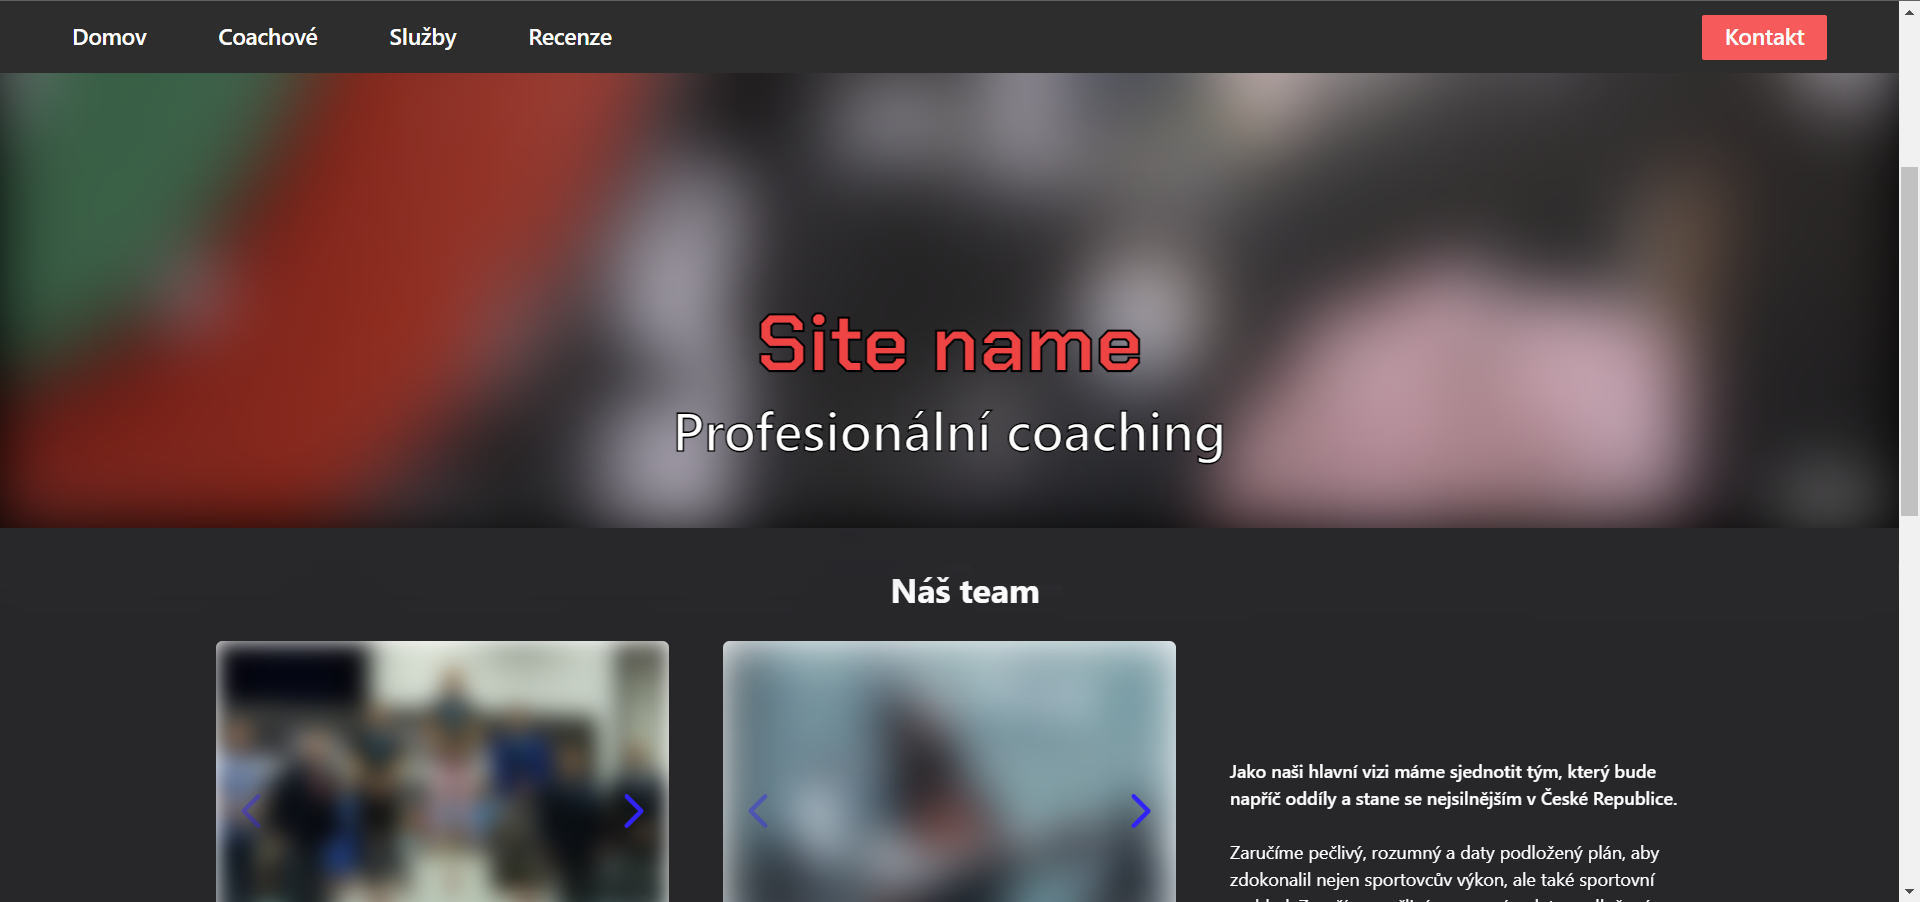 Domov
Coachové
Služby
Recenze
Kontakt
Site name
Profesionální coaching
Náš team
Jako naši hlavní vizi máme sjednotit tým, který bude
napříč oddíly a stane se nejsilnějším v České Republice.
Zaručíme pečlivý, rozumný a daty podložený plán, aby
zdokonalil nejen sportovcův výkon, ale také sportovní